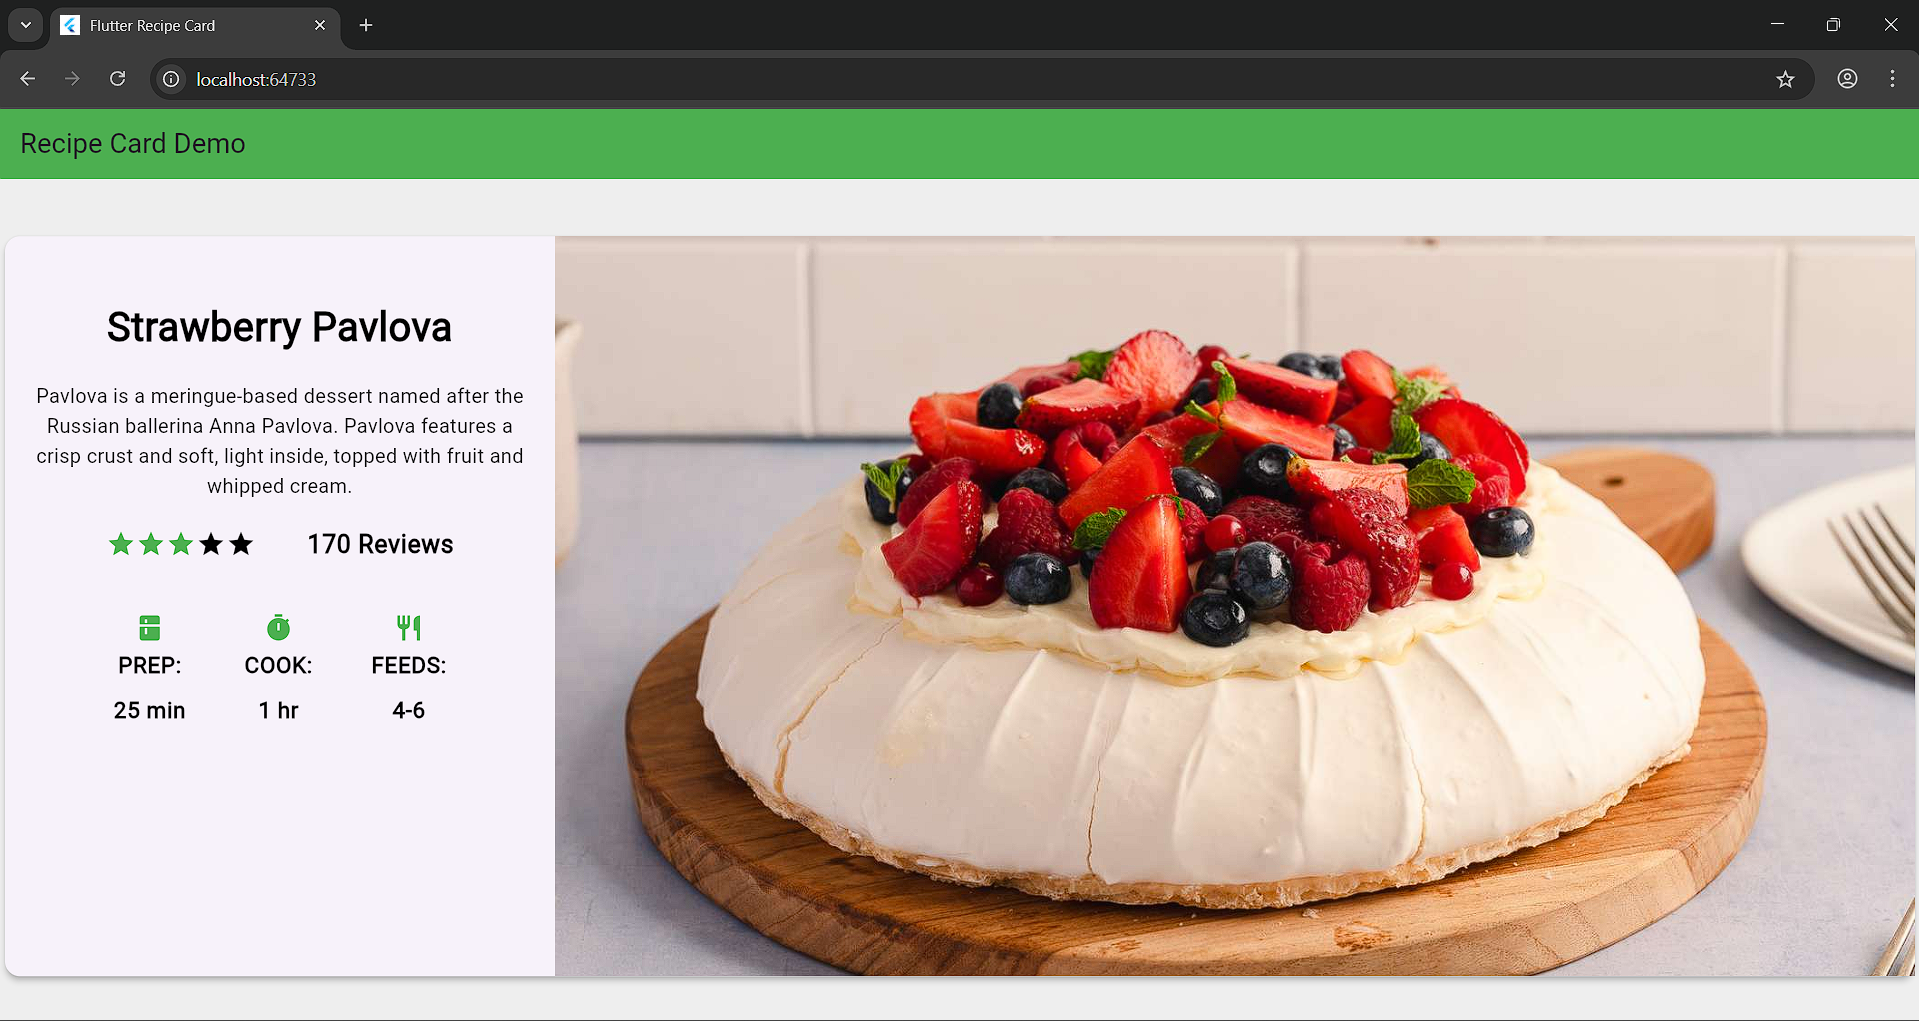 Flutter Recipe Card
localhost:64733
Recipe Card Demo
Strawberry Pavlova
Pavlova is a meringue-based dessert named after the
Russian ballerina Anna Pavlova. Pavlova features a
crisp crust and soft, light inside, topped with fruit and
whipped cream.
170 Reviews
PREP: COOK: FEEDS:
25 min 1 hr 4-6